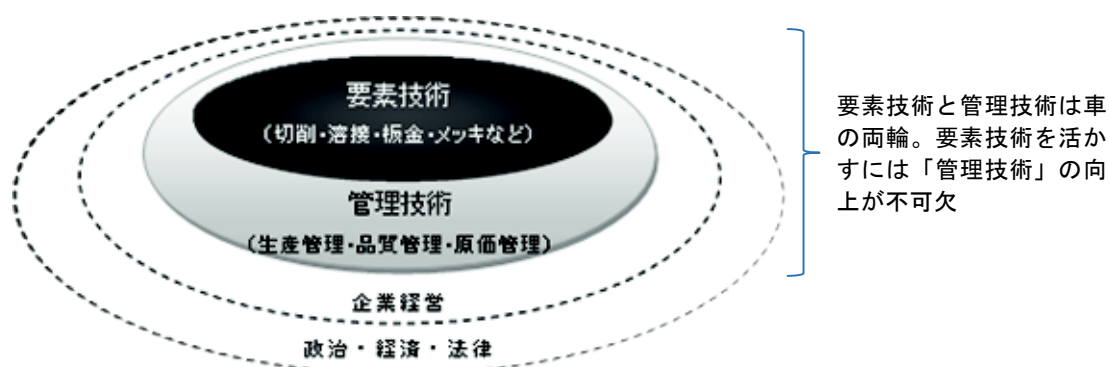 要素技術
（切削・溶接・板金・メッキなど）
管理技術
（生産管理・品質管理・原価管理）
企業経営
政治・経済・法律
要素技術と管理技術は車
の両輪。要素技術を活か
すには「管理技術」の向
上が不可欠